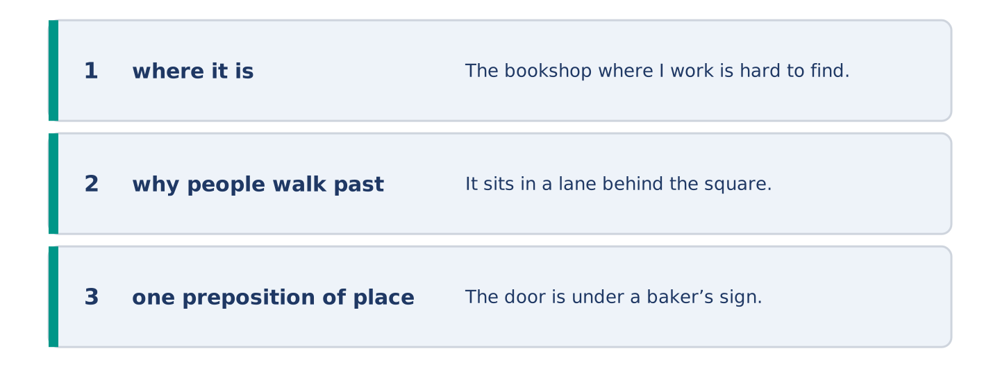 1 where it is The bookshop where I work is hard to find.
2 why people walk past It sits in a lane behind the square.
3 one preposition of place The door is under a baker’s sign.